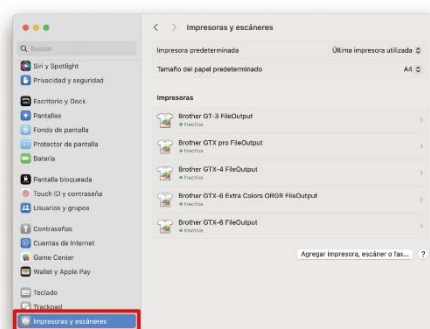 Impresoras y escáneres
Buscar
Impresora predeterminada
Última impresora utilizada
Siri y Spotlight
Tamaño del papel predeterminado
A4
Privacidad y seguridad
Escritorio y Dock
Impresoras
Pantallas
Fondo de pantalla
Protector de pantalla
Batería
Pantalla bloqueada
Touch ID y contraseña
Usuarios y grupos
Contraseñas
Cuentas de Internet
Game Center
Wallet y Apple Pay
Teclado
Trackpad
Impresoras y escáneres
Brother GT-3 FileOutput
Inactiva
Brother GTX pro FileOutput
Inactiva
Brother GTX-4 FileOutput
Inactiva
Brother GTX-6 Extra Colors ORGR FileOutput
Inactiva
Brother GTX-6 FileOutput
Inactiva
Agregar impresora, escáner o fax...
?